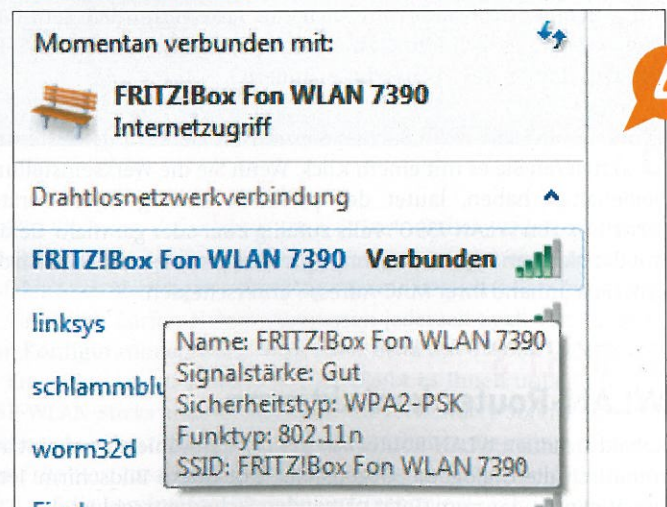 Momentan verbunden mit:
FRITZ!Box Fon WLAN 7390
Internetzugriff
Drahtlosnetzwerkverbindung
FRITZ!Box Fon WLAN 7390 Verbunden
linksys
Name: FRITZ!Box Fon WLAN 7390
Signalstärke: Gut
schlammblu
Sicherheitstyp: WPA2-PSK
Funktyp: 802.11n
worm32d
SSID: FRITZ!Box Fon WLAN 7390